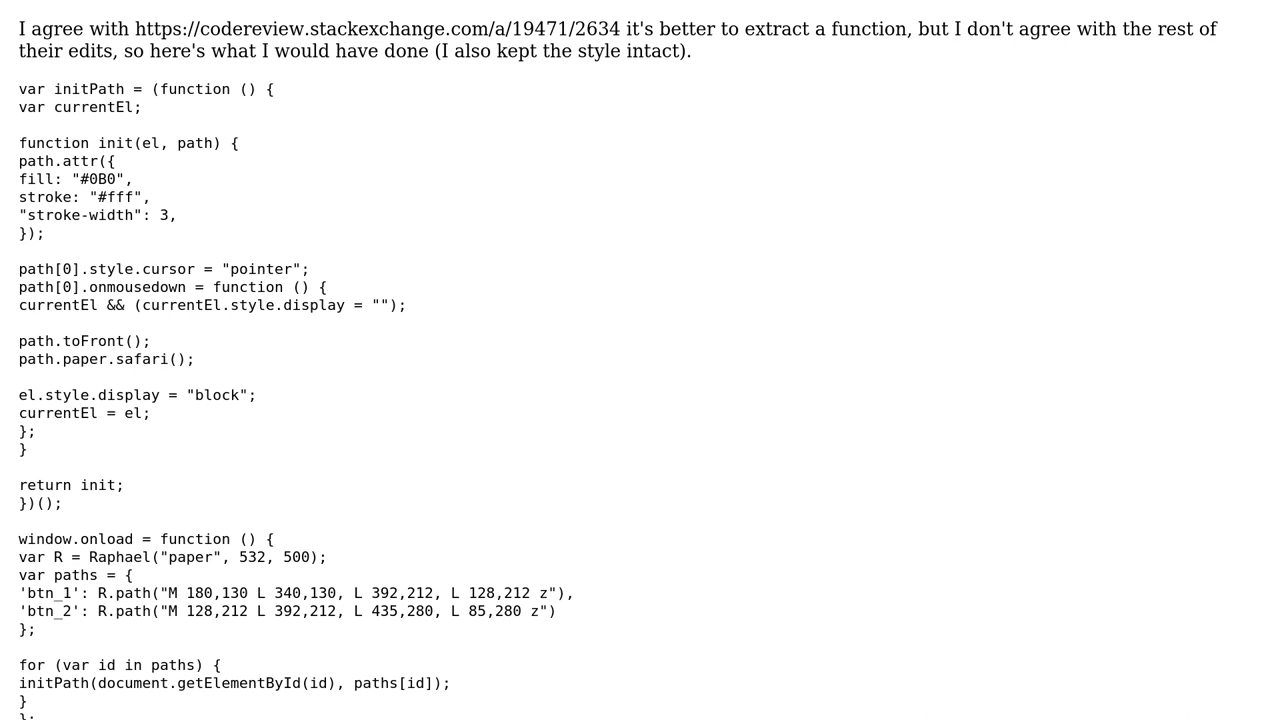 I agree with https://codereview.stackexchange.com/a/19471/2634 it's better to extract a function, but I don't agree with the rest of
their edits, so here's what I would have done (I also kept the style intact).
var initPath = (function () {
var currentEl;
function init(el, path) {
path.attr({
fill: "#0B0",
stroke: "#fff",
"stroke-width": 3,
});
path[0].style.cursor = "pointer";
path[0].onmousedown = function () {
currentEl && (currentEl.style.display = "");
path.toFront();
path.paper.safari();
el.style.display = "block";
currentEl = el;
};
}
return init;
})();
window.onload = function () {
var R = Raphael("paper", 532, 500);
var paths = {
'btn_1': R.path("M 180,130 L 340,130, L 392,212, L 128,212 z"),
'btn_2': R.path("M 128,212 L 392,212, L 435,280, L 85,280 z")
};
for (var id in paths) {
initPath(document.getElementById(id), paths[id]);
}
};